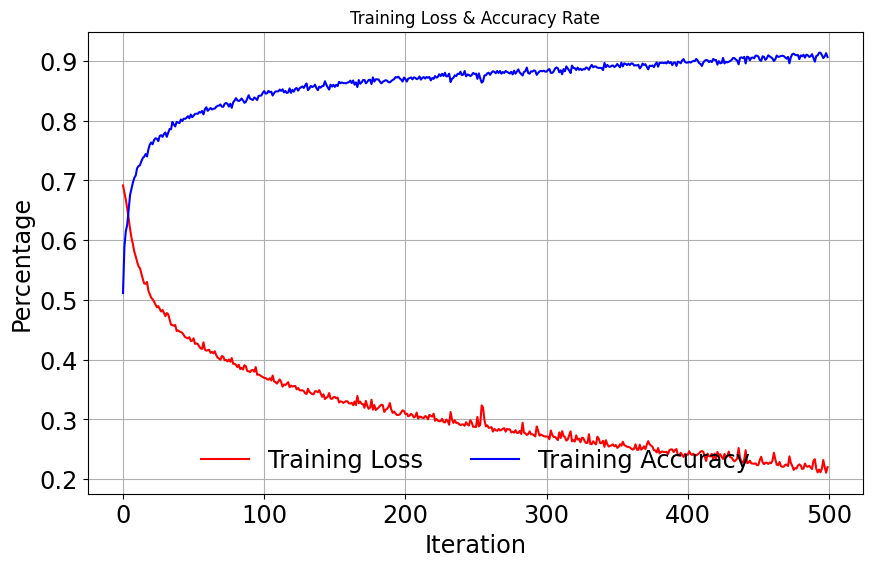 Training Loss & Accuracy Rate
Percentage
0.9
0.8
0.7
0.6
0.5
0.4
0.3
0.2
Training Loss
Training Accuracy
0
100
200
300
400
500
Iteration